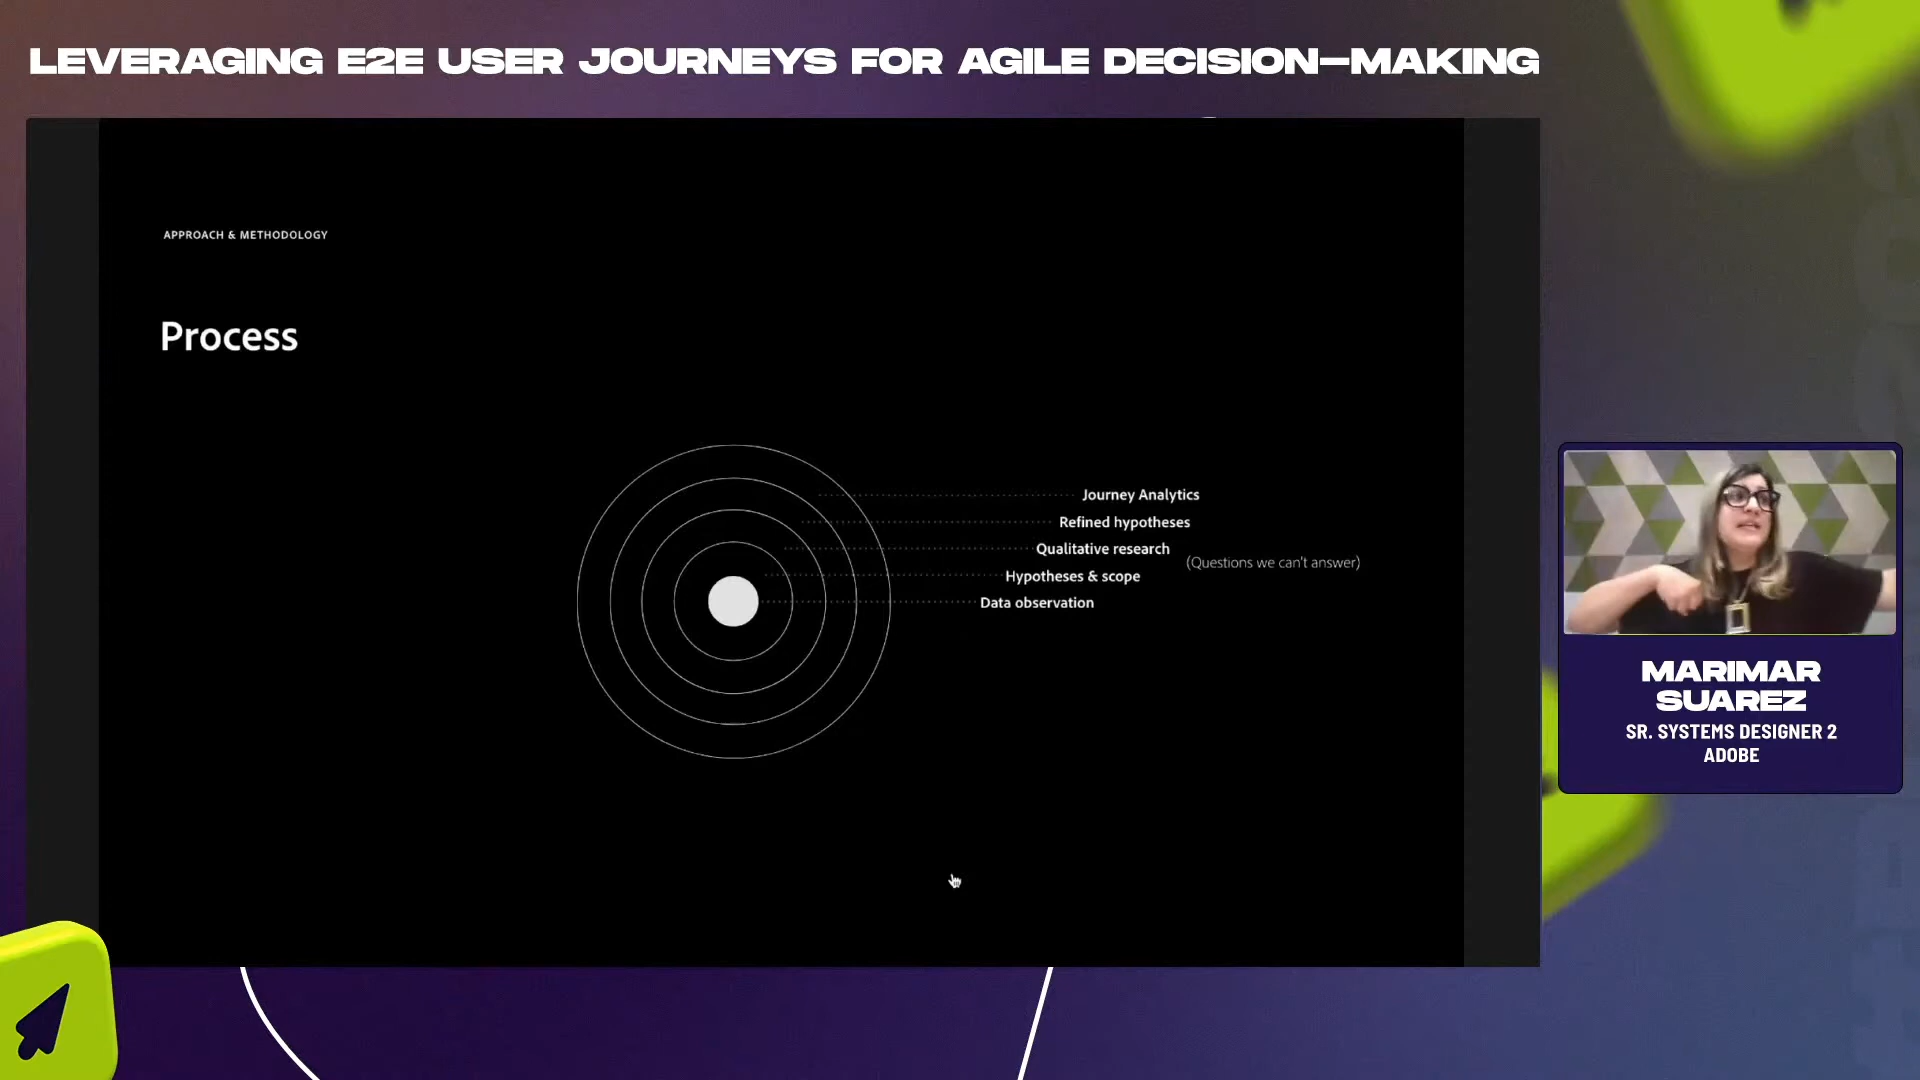 LEVERAGING E2E USER JOURNEYS FOR AGILE DECISION–MAKING
APPROACH & METHODOLOGY
Process
Journey Analytics
Refined hypotheses
Qualitative research
(Questions we can't answer)
Hypotheses & scope
Data observation
MARIMAR
SUAREZ
SR. SYSTEMS DESIGNER 2
ADOBE